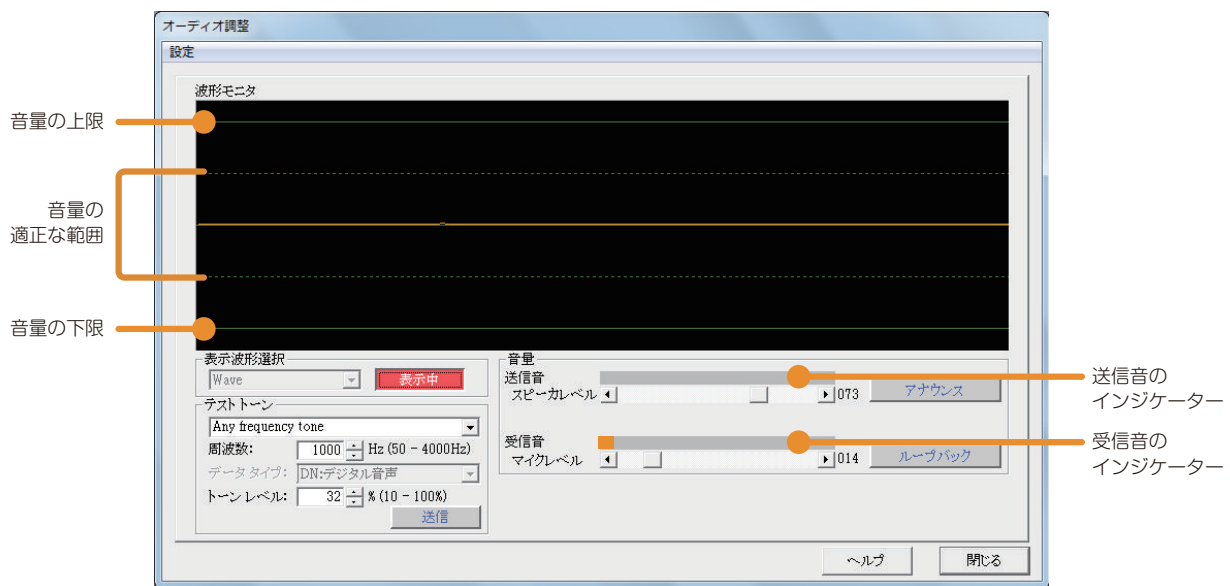 オーディオ調整
設定
波形モニタ
音量の上限
音量の
適正な範囲
音量の下限
表示波形選択
Wave
表示中
テストトーン
Any frequency tone
周波数: 1000 Hz (50 - 4000Hz)
データタイプ: DN:デジタル音声
トーンレベル: 32 % (10 - 100%)
送信
音量
送信音
スピーカレベル 073 アナウンス
受信音
マイクレベル 014 ループバック
送信音の
インジケーター
受信音の
インジケーター
ヘルプ 閉じる